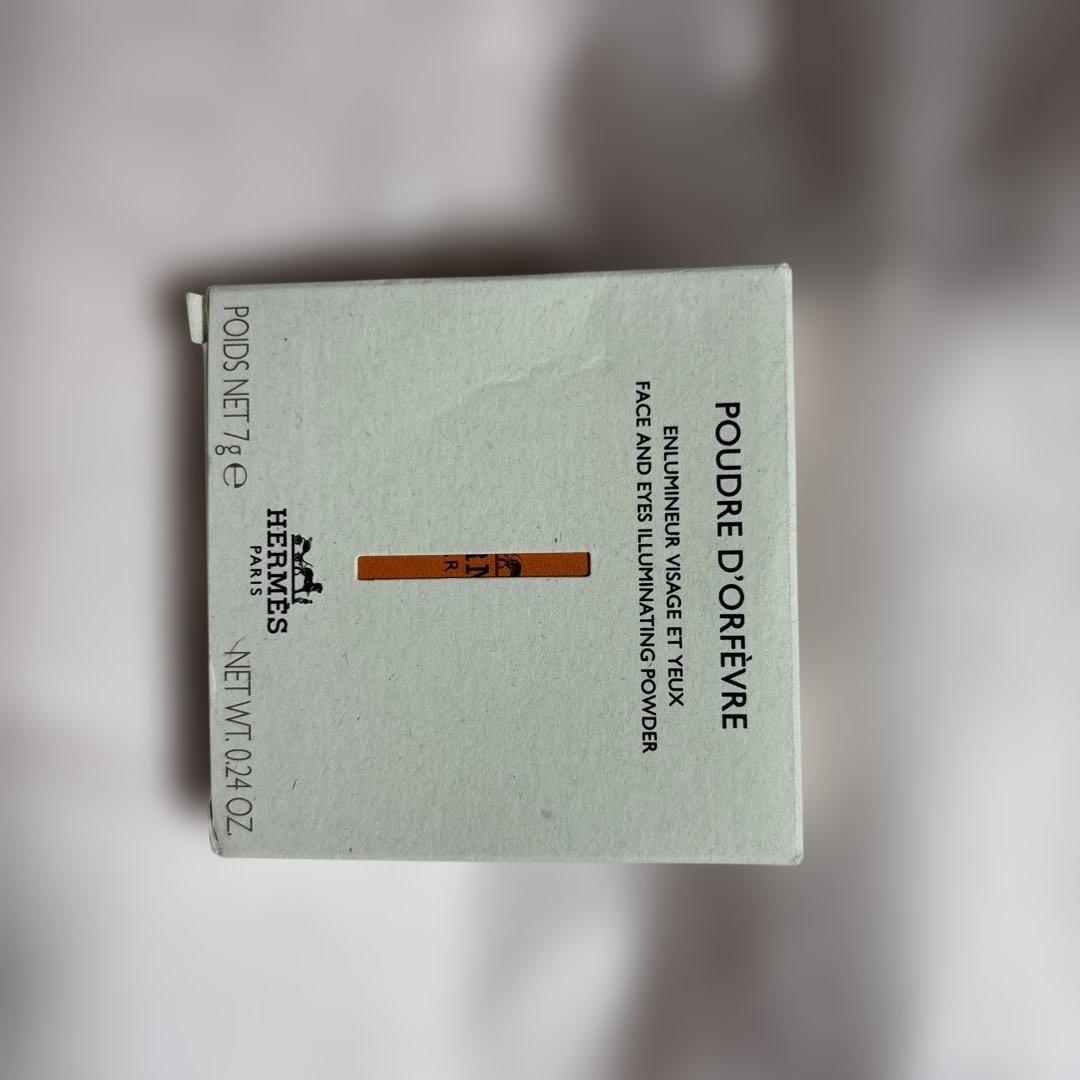 POUDRE D'ORFÈVRE
ENLUMINEUR VISAGE ET YEUX
FACE AND EYES ILLUMINATING POWDER
HERMÈS
PARIS
POIDS NET 7g ℮ NET WT. 0.24 OZ.